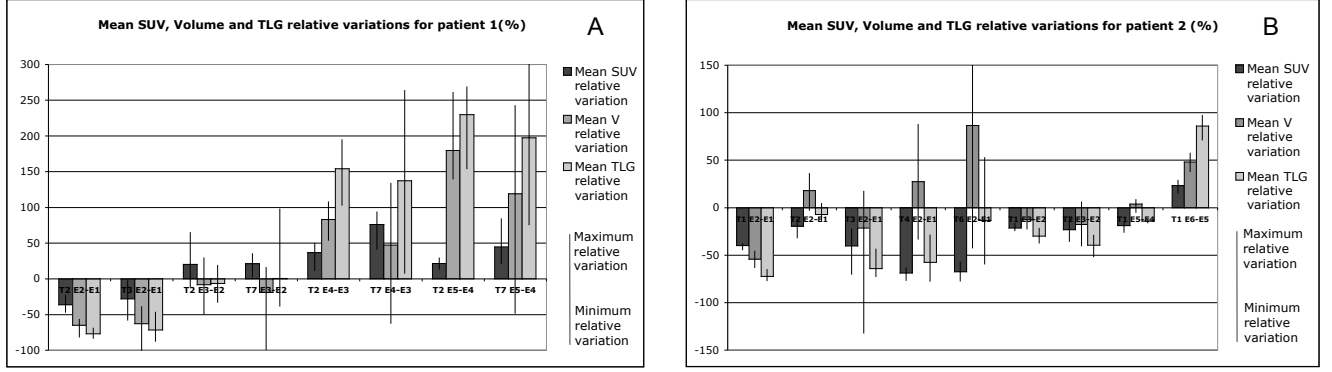 Mean SUV, Volume and TLG relative variations for patient 1(%)
A
300
250
200
150
100
50
0
-50
-100
T2 E2-E1
T3 E2-E1
T2 E3-E2
T7 E3-E2
T2 E4-E3
T7 E4-E3
T2 E5-E4
T7 E5-E4
Mean SUV
relative
variation
Mean V
relative
variation
Mean TLG
relative
variation
Maximum
relative
variation
Minimum
relative
variation
Mean SUV, Volume and TLG relative variations for patient 2 (%)
B
150
100
50
0
-50
-100
-150
T1 E2-E1
T2 E2-E1
T3 E2-E1
T4 E2-E1
T6 E2-E1
T1 E3-E2
T2 E3-E2
T1 E5-E4
T1 E6-E5
Mean SUV
relative
variation
Mean V
relative
variation
Mean TLG
relative
variation
Maximum
relative
variation
Minimum
relative
variation